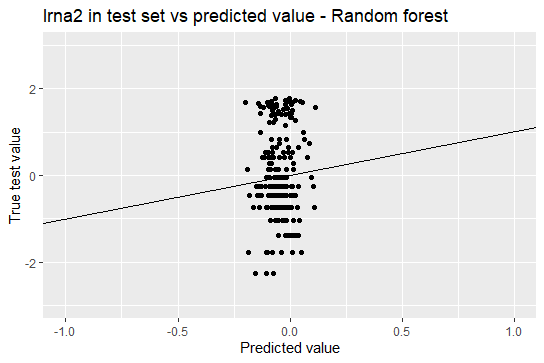 lrna2 in test set vs predicted value - Random forest
True test value
2
0
-2
-1.0 -0.5 0.0 0.5 1.0
Predicted value